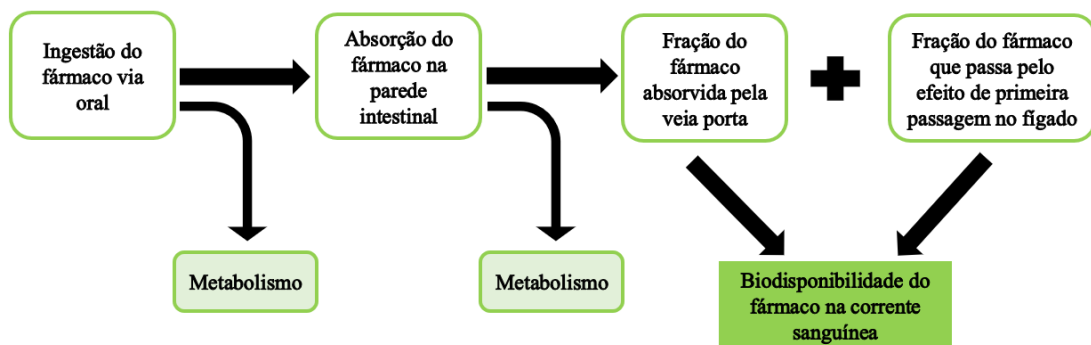 Ingestão do
fármaco via
oral
Absorção do
fármaco na
parede
intestinal
Fração do
fármaco
absorvida pela
veia porta
Fração do fármaco
que passa pelo
efeito de primeira
passagem no fígado
Metabolismo
Metabolismo
Biodisponibilidade do
fármaco na corrente
sanguínea